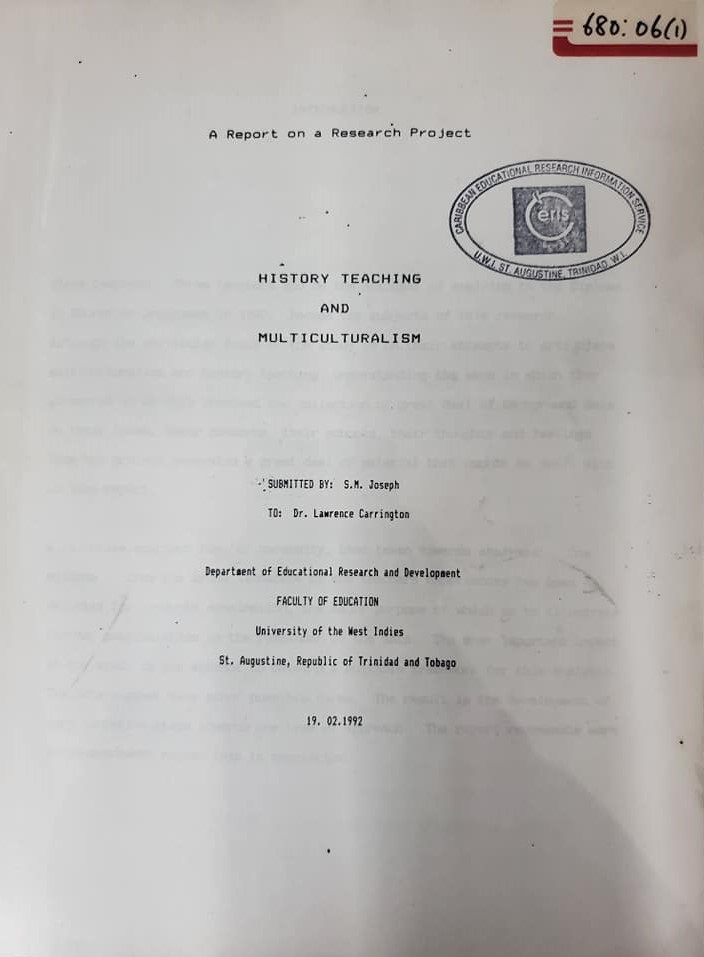 680:06(1)
A Report on a Research Project
CARIBBEAN EDUCATIONAL RESEARCH INFORMATION SERVICE
ceris
U.W.I. ST. AUGUSTINE, TRINIDAD, W.I.
HISTORY TEACHING
AND
MULTICULTURALISM
SUBMITTED BY: S.M. Joseph
TO: Dr. Lawrence Carrington
Department of Educational Research and Development
FACULTY OF EDUCATION
University of the West Indies
St. Augustine, Republic of Trinidad and Tobago
19. 02.1992